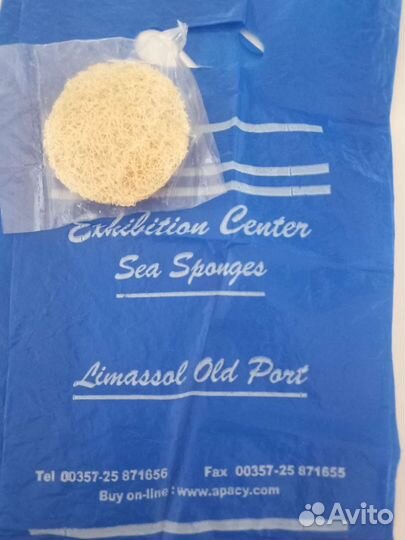 Exhibition Center
Sea Sponges
Limassol Old Port
Tel 00357-25 871656 Fax 00357-25 871655
Buy on-line : www.apacy.com
Avito